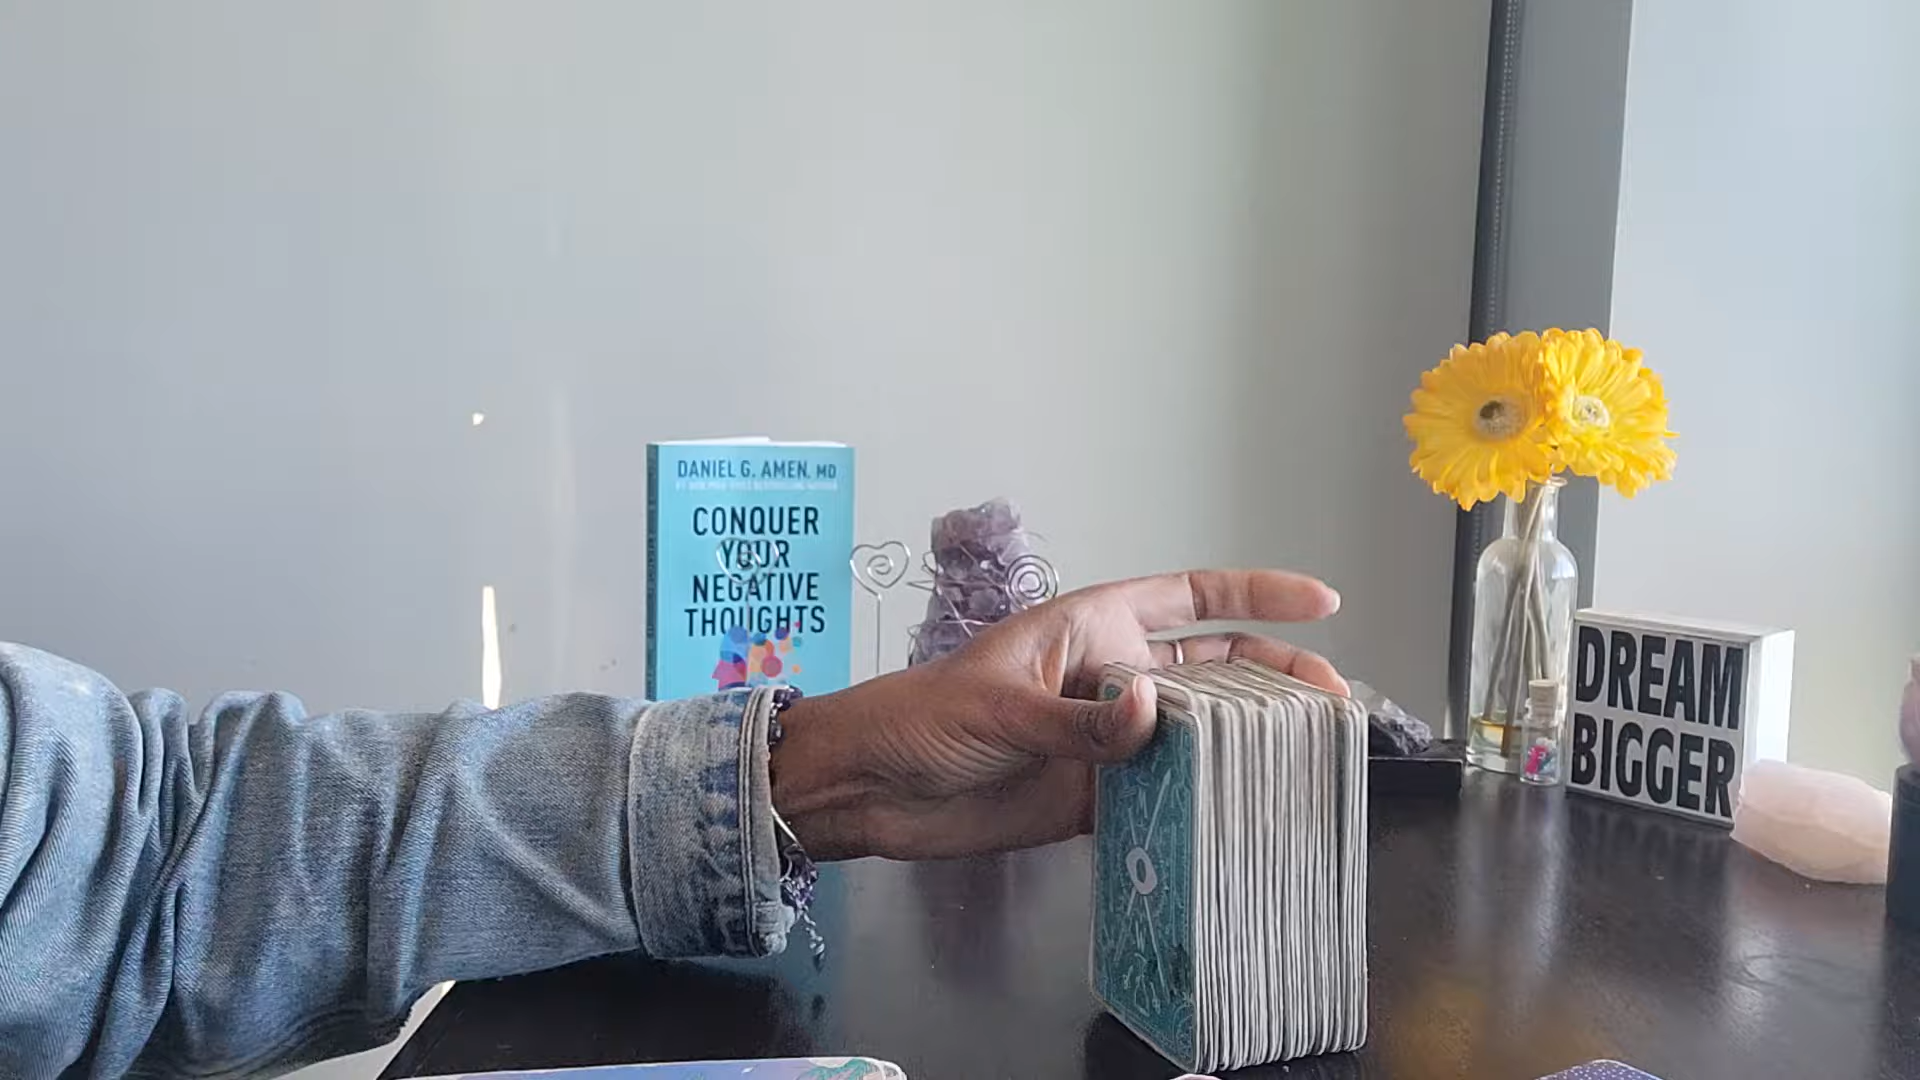 DANIEL G. AMEN, MD
CONQUER
YOUR
NEGATIVE
THOUGHTS
DREAM
BIGGER